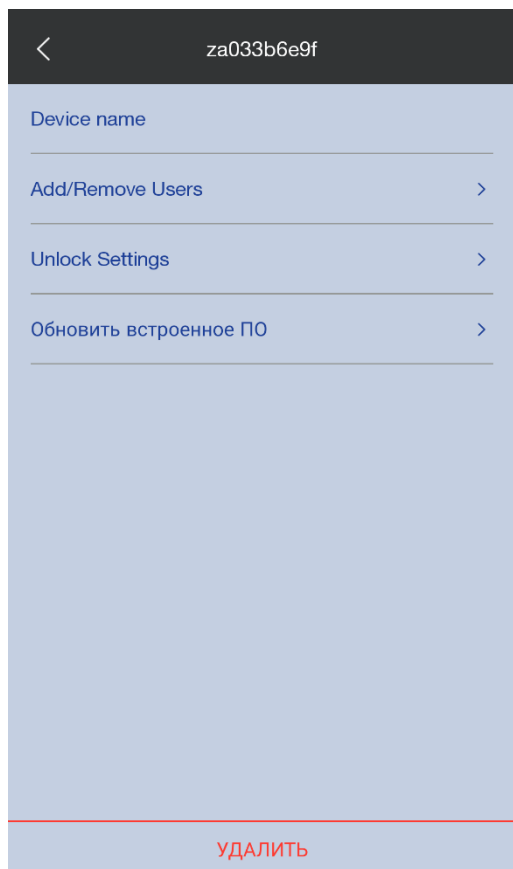 za033b6e9f
Device name
Add/Remove Users
Unlock Settings
Обновить встроенное ПО
УДАЛИТЬ